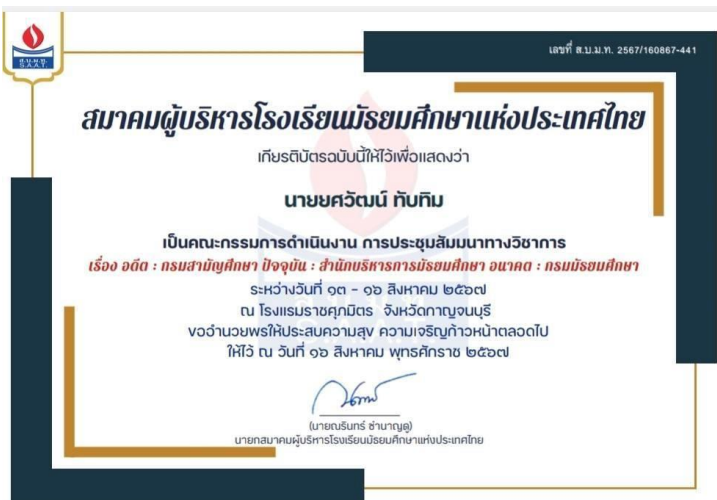 เลขที่ ส.บ.ม.ท. 2567/160867-441
ส.บ.ม.ท.
S.A.A.T.
สมาคมผู้บริหารโรงเรียนมัธยมศึกษาแห่งประเทศไทย
เกียรติบัตรฉบับนี้ให้ไว้เพื่อแสดงว่า
นายยศวัฒน์ ทับทิม
เป็นคณะกรรมการดำเนินงาน การประชุมสัมมนาทางวิชาการ
เรื่อง อดีต : กรมสามัญศึกษา ปัจจุบัน : สำนักบริหารการมัธยมศึกษา อนาคต : กรมมัธยมศึกษา
ระหว่างวันที่ ๑๓ - ๑๖ สิงหาคม ๒๕๖๗
ณ โรงแรมราชศุภมิตร จังหวัดกาญจนบุรี
ขออำนวยพรให้ประสบความสุข ความเจริญก้าวหน้าตลอดไป
ให้ไว้ ณ วันที่ ๑๖ สิงหาคม พุทธศักราช ๒๕๖๗
(นายณรินทร์ ชำนาญดู)
นายกสมาคมผู้บริหารโรงเรียนมัธยมศึกษาแห่งประเทศไทย